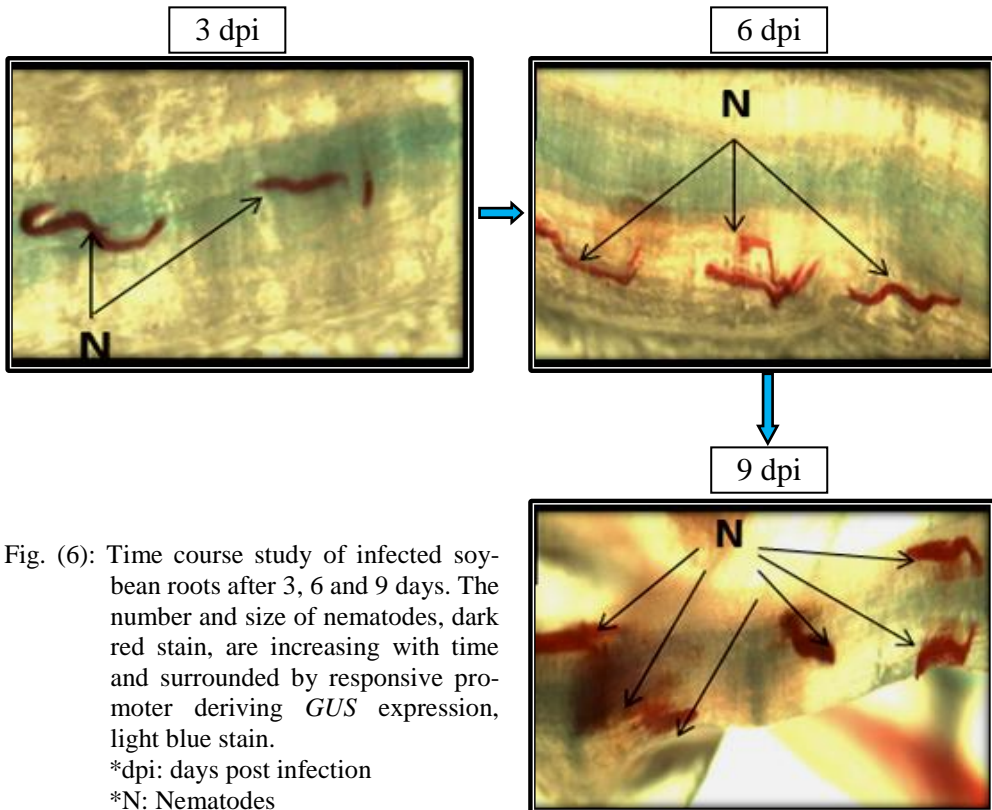 3 dpi
6 dpi
N
N
9 dpi
N
Fig. (6): Time course study of infected soy-
bean roots after 3, 6 and 9 days. The
number and size of nematodes, dark
red stain, are increasing with time
and surrounded by responsive pro-
moter deriving GUS expression,
light blue stain.
*dpi: days post infection
*N: Nematodes